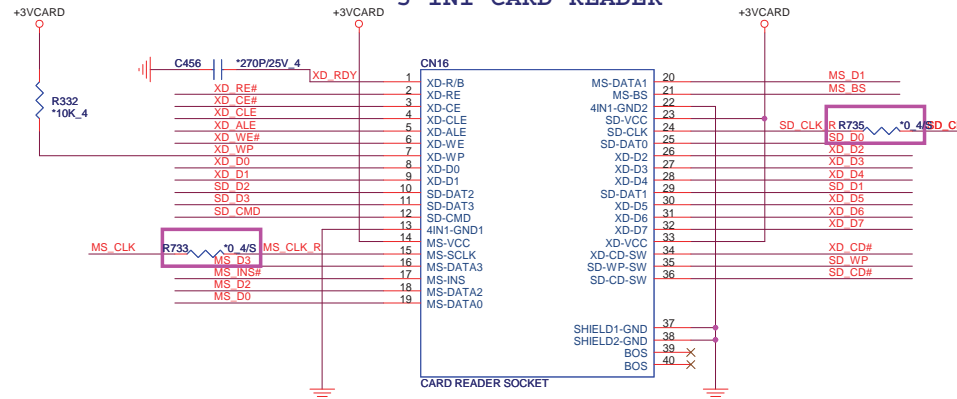 5 IN1 CARD READER
+3VCARD
+3VCARD
+3VCARD
C456 *270P/25V_4
CN16
R332
*10K_4
XD_RDY 1 XD-R/B
XD_RE# 2 XD-RE
XD_CE# 3 XD-CE
XD_CLE 4 XD-CLE
XD_ALE 5 XD-ALE
XD_WE# 6 XD-WE
XD_WP 7 XD-WP
XD_D0 8 XD-D0
XD_D1 9 XD-D1
SD_D2 10 SD-DAT2
SD_D3 11 SD-DAT3
SD_CMD 12 SD-CMD
13 4IN1-GND1
14 MS-VCC
MS_CLK R733 *0_4/S MS_CLK_R 15 MS-SCLK
MS_D3 16 MS-DATA3
MS_INS# 17 MS-INS
MS_D2 18 MS-DATA2
MS_D0 19 MS-DATA0
MS-DATA1 20 MS_D1
MS-BS 21 MS_BS
4IN1-GND2 22
SD-VCC 23
SD-CLK 24 SD_CLK_R R735 *0_4/S SD_C
SD-DAT0 25 SD_D0
XD-D2 26 XD_D2
XD-D3 27 XD_D3
XD-D4 28 XD_D4
SD-DAT1 29 SD_D1
XD-D5 30 XD_D5
XD-D6 31 XD_D6
XD-D7 32 XD_D7
XD-VCC 33
XD-CD-SW 34 XD_CD#
SD-WP-SW 35 SD_WP
SD-CD-SW 36 SD_CD#
SHIELD1-GND 37
SHIELD2-GND 38
BOS 39
BOS 40
CARD READER SOCKET